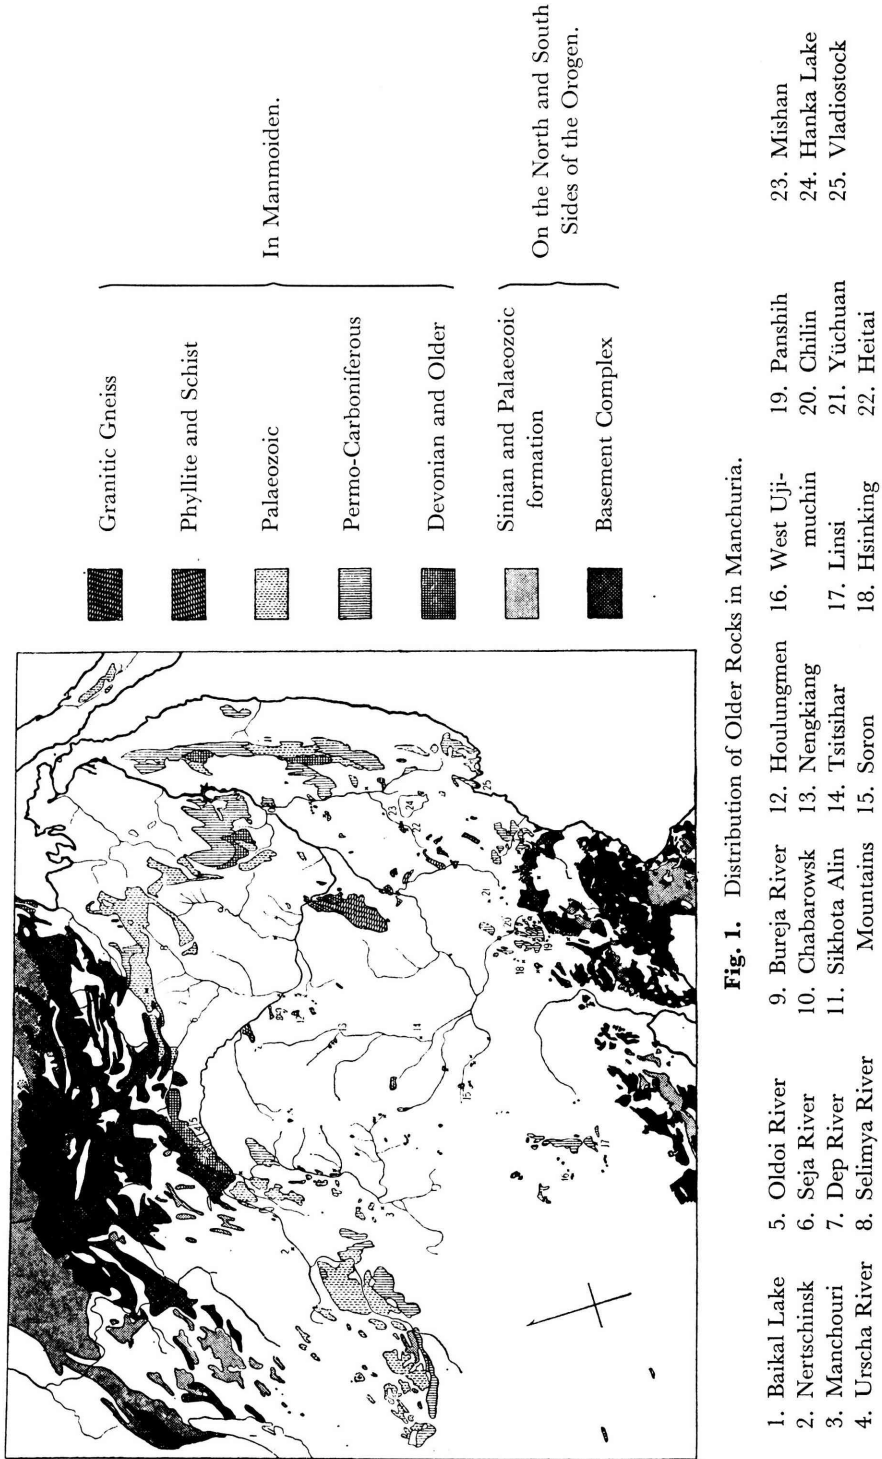 Granitic Gneiss
Phyllite and Schist
Palaeozoic
Permo-Carboniferous
Devonian and Older
In Manmoiden.
Sinian and Palaeozoic
formation
Basement Complex
On the North and South
Sides of the Orogen.
Fig. 1. Distribution of Older Rocks in Manchuria.
1. Baikal Lake
2. Nertschinsk
3. Manchouri
4. Urscha River
5. Oldoi River
6. Seja River
7. Dep River
8. Selimya River
9. Bureja River
10. Chabarowsk
11. Sikhota Alin
Mountains
12. Houlungmen
13. Nengkiang
14. Tsitsihar
15. Soron
16. West Uji-
muchin
17. Linsi
18. Hsinking
19. Panshih
20. Chilin
21. Yüchuan
22. Heitai
23. Mishan
24. Hanka Lake
25. Vladiostock